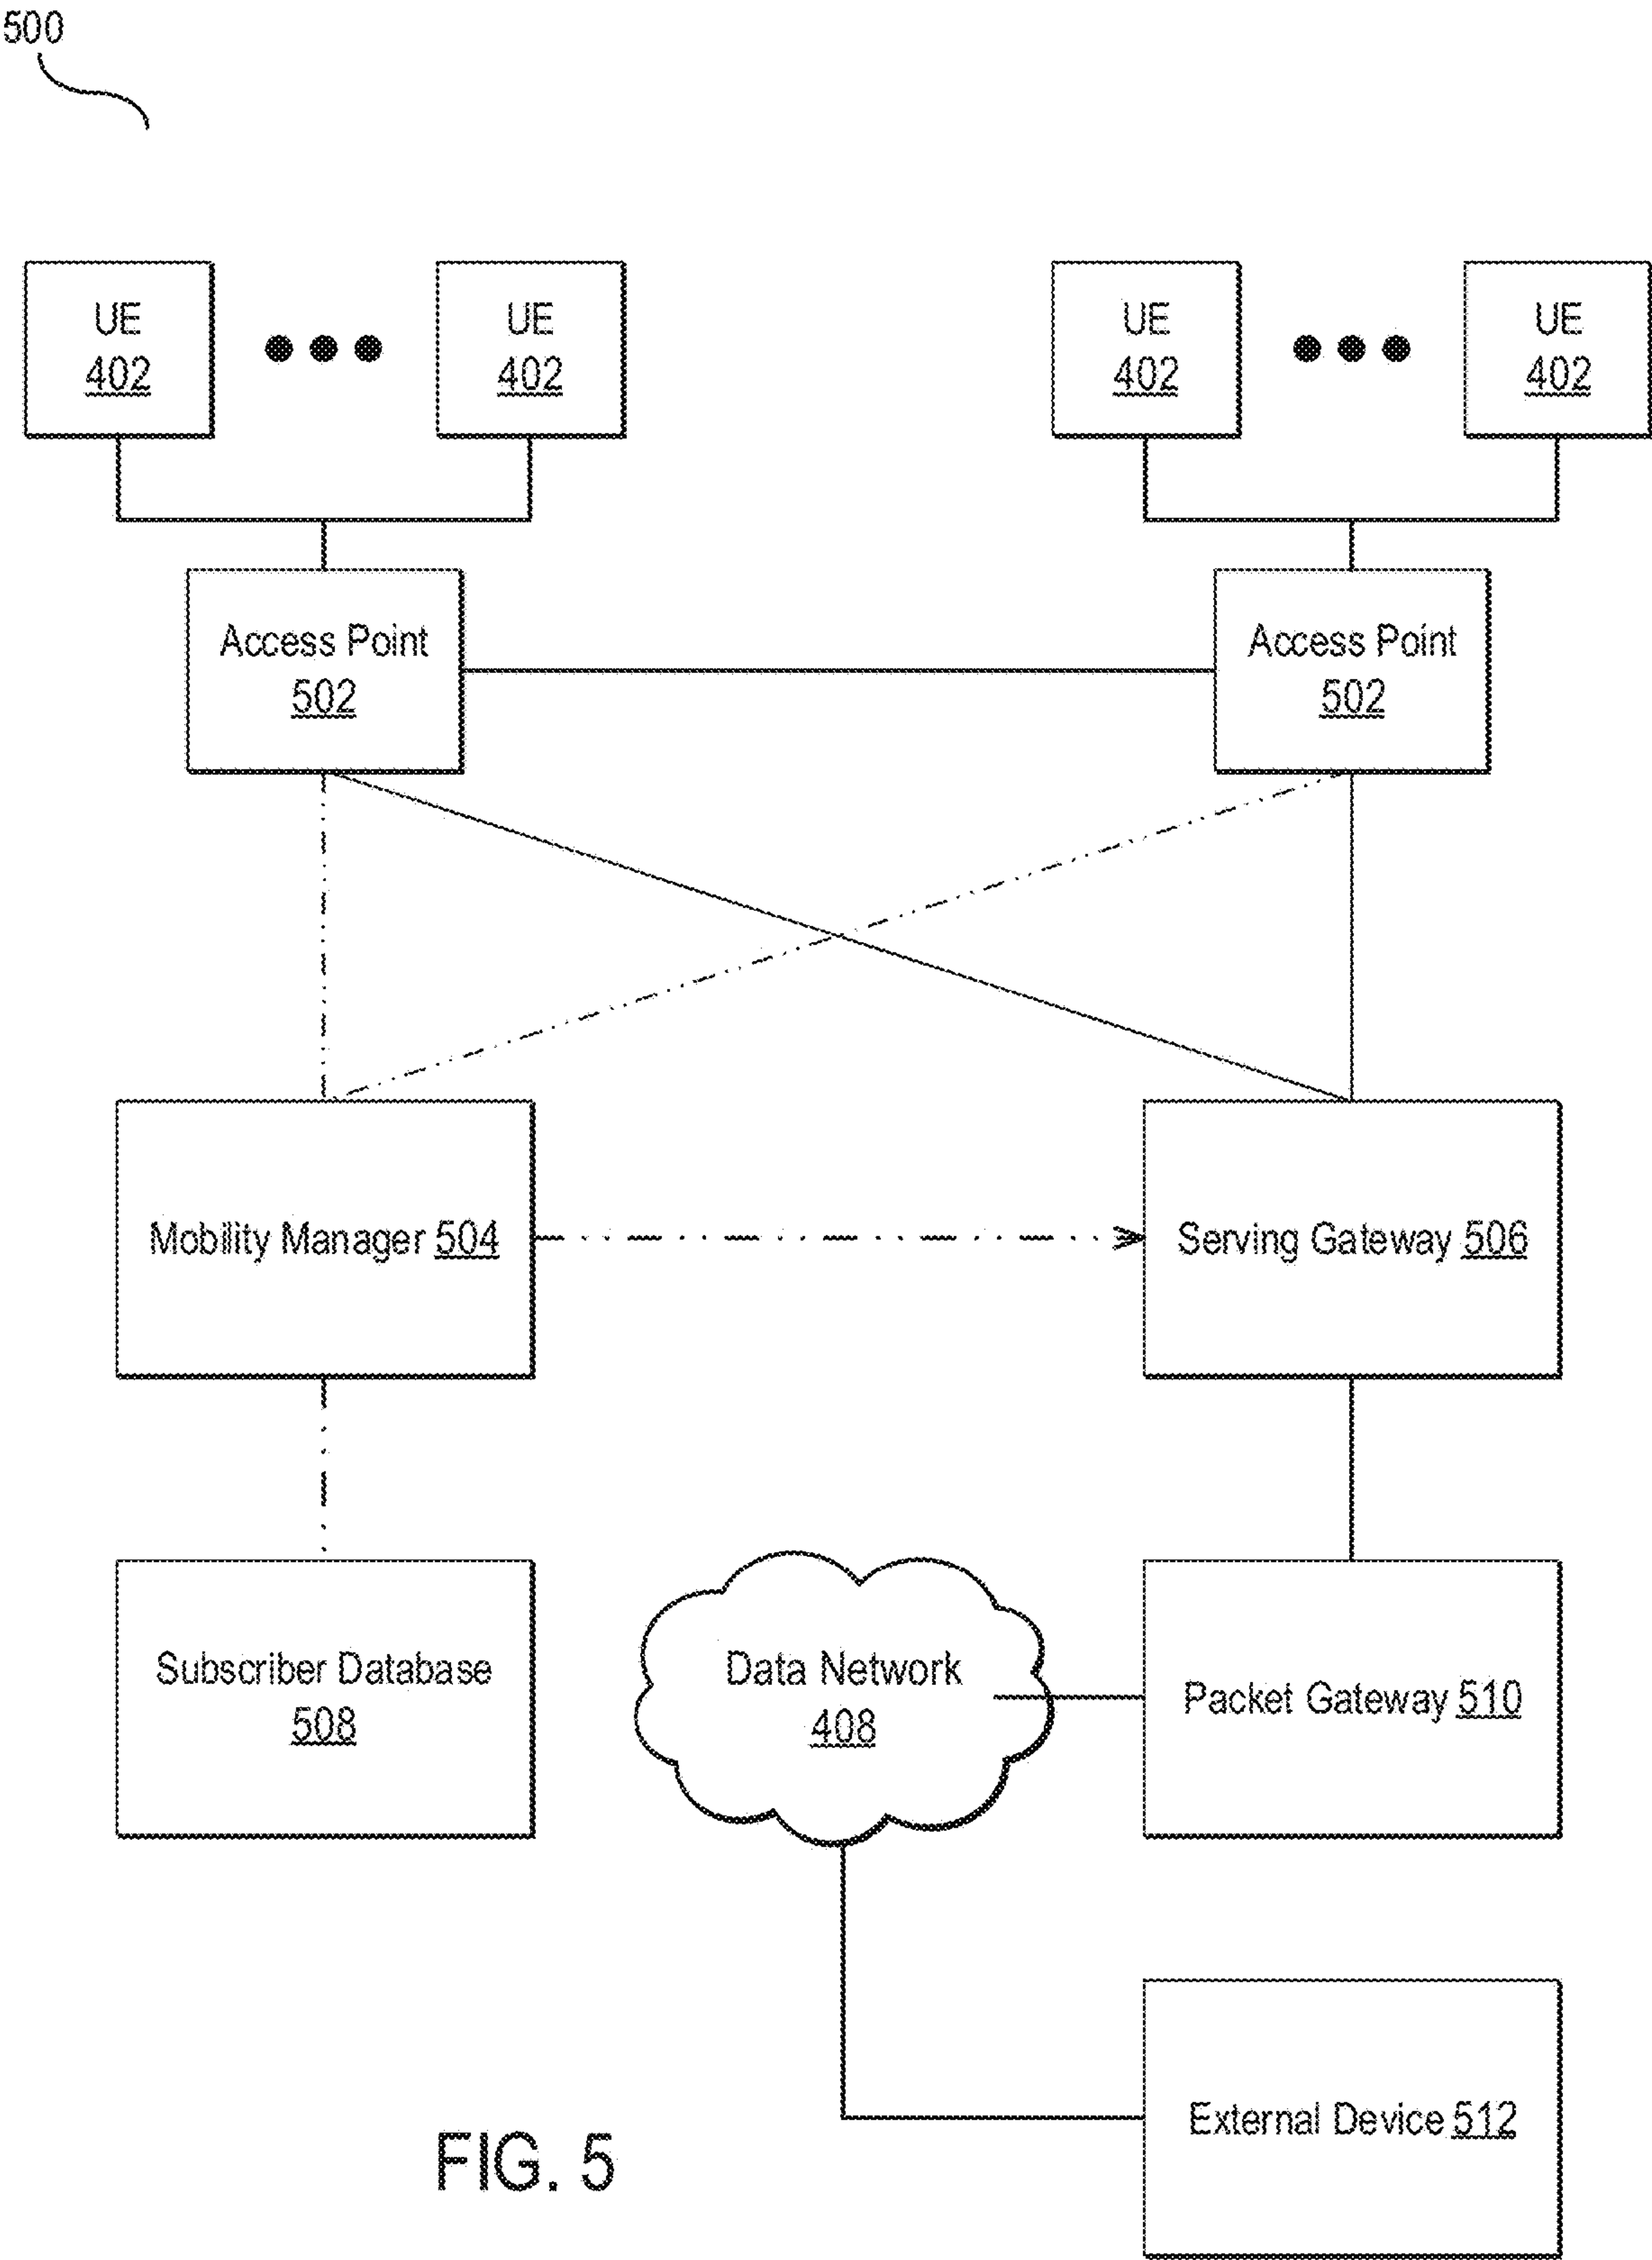 500
UE
402
UE
402
UE
402
UE
402
Access Point
502
Access Point
502
Mobility Manager 504
Serving Gateway 506
Subscriber Database
508
Data Network
408
Packet Gateway 510
External Device 512
FIG. 5